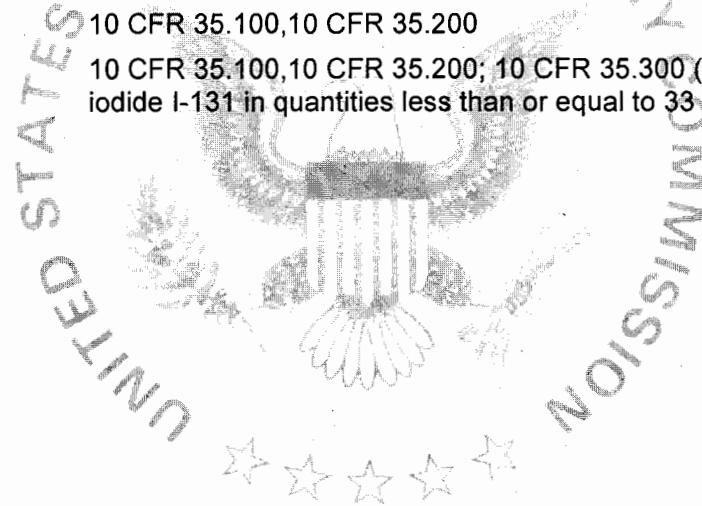 10 CFR 35.100,10 CFR 35.200
10 CFR 35.100,10 CFR 35.200; 10 CFR 35.300 (
iodide I-131 in quantities less than or equal to 33
UNITED STATES
Y COMMISSION